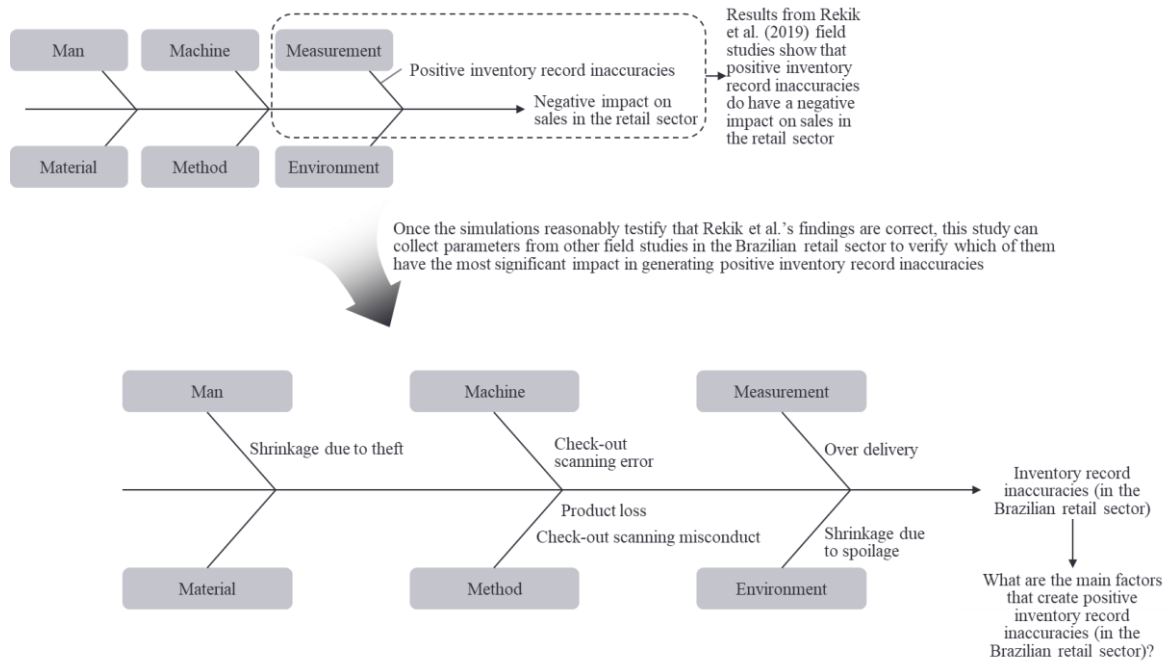 Man
Machine
Measurement
Positive inventory record inaccuracies
Negative impact on
sales in the retail sector
Material
Method
Environment
Results from Rekik
et al. (2019) field
studies show that
positive inventory
record inaccuracies
do have a negative
impact on sales in
the retail sector
Once the simulations reasonably testify that Rekik et al.'s findings are correct, this study can
collect parameters from other field studies in the Brazilian retail sector to verify which of them
have the most significant impact in generating positive inventory record inaccuracies
Man
Machine
Measurement
Shrinkage due to theft
Check-out
scanning error
Over delivery
Product loss
Check-out scanning misconduct
Shrinkage due
to spoilage
Material
Method
Environment
Inventory record
inaccuracies (in the
Brazilian retail sector)
What are the main factors
that create positive
inventory record
inaccuracies (in the
Brazilian retail sector)?